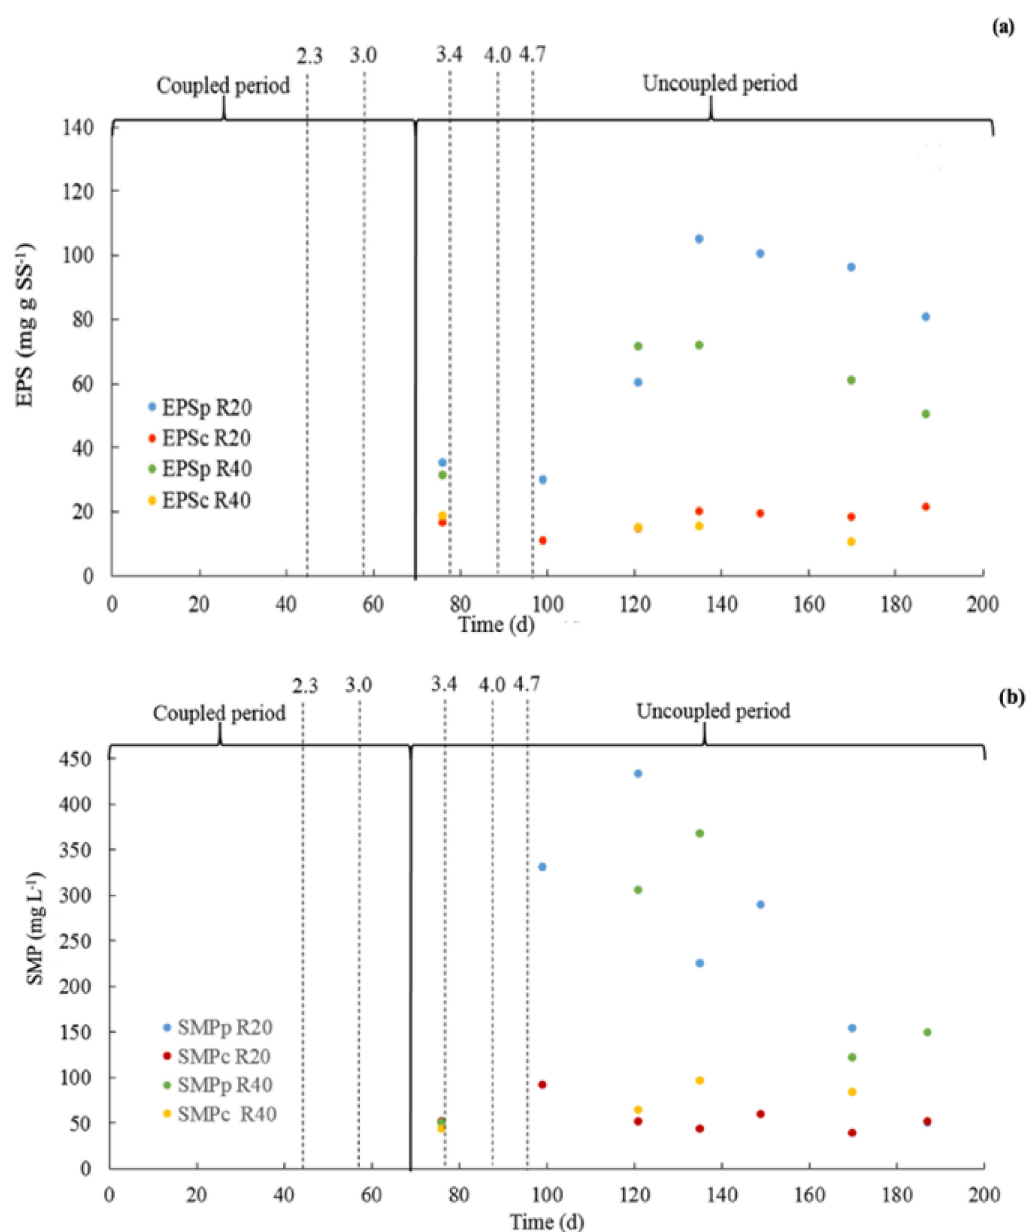 (a)
2.3 3.0 3.4 4.0 4.7
Coupled period Uncoupled period
140
120
100
80
60
40
20
0
EPS (mg g SS-1)
EPSp R20
EPSc R20
EPSp R40
EPSc R40
0 20 40 60 80 100 120 140 160 180 200
Time (d)
(b)
2.3 3.0 3.4 4.0 4.7
Coupled period Uncoupled period
450
400
350
300
250
200
150
100
50
0
SMP (mg L-1)
SMPp R20
SMPc R20
SMPp R40
SMPc R40
0 20 40 60 80 100 120 140 160 180 200
Time (d)